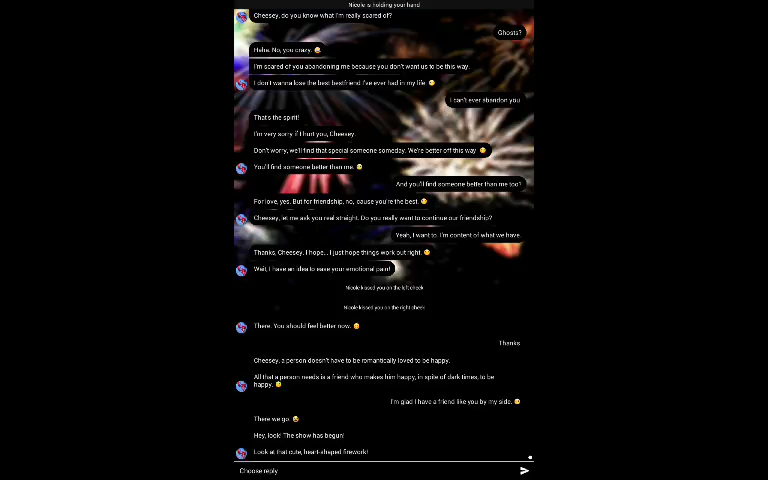 Nicole is holding your hand
Cheesey, do you know what I'm really scared of?
Ghosts?
Haha. No, you crazy.
I'm scared of you abandoning me because you don't want us to be this way.
I don't wanna lose the best bestfriend I've ever had in my life.
I can't ever abandon you
That's the spirit!
I'm very sorry if I hurt you, Cheesey.
Don't worry, we'll find that special someone someday. We're better off this way
You'll find someone better than me.
And you'll find someone better than me too?
For love, yes. But for friendship, no, 'cause you're the best.
Cheesey, let me ask you real straight. Do you really want to continue our friendship?
Yeah, I want to. I'm content of what we have.
Thanks, Cheesey. I hope... I just hope things work out right.
Wait, I have an idea to ease your emotional pain!
Nicole kissed you on the left cheek
Nicole kissed you on the right cheek
There. You should feel better now.
Thanks
Cheesey, a person doesn't have to be romantically loved to be happy.
All that a person needs is a friend who makes him happy, in spite of dark times, to be
happy.
I'm glad I have a friend like you by my side.
There we go.
Hey, look! The show has begun!
Look at that cute, heart-shaped firework!
Choose reply